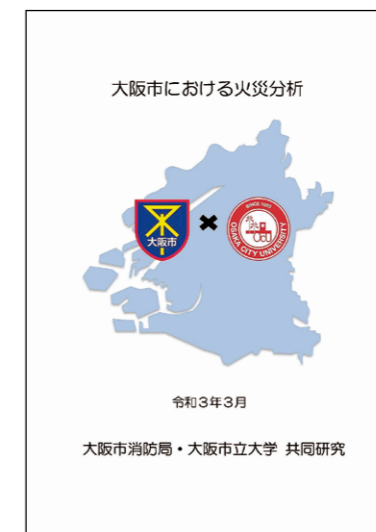 大阪市における火災分析
大阪市
SINCE 1880
OSAKA CITY UNIVERSITY
令和3年3月
大阪市消防局・大阪市立大学 共同研究